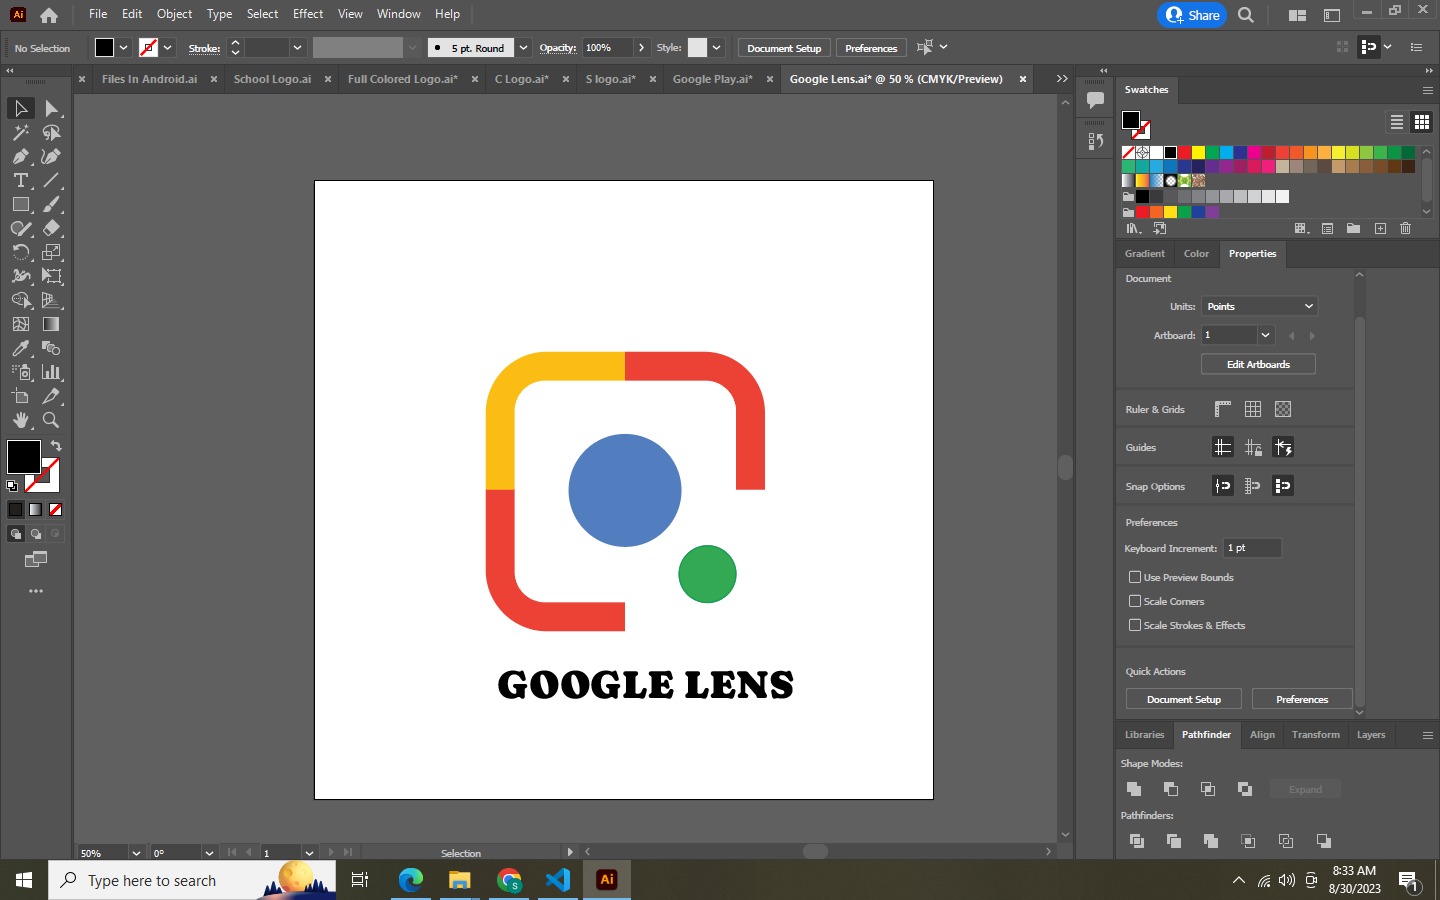 Ai File Edit Object Type Select Effect View Window Help Share
No Selection Stroke: 5 pt. Round Opacity: 100% Style: Document Setup Preferences
Files In Android.ai School Logo.ai Full Colored Logo.ai* C Logo.ai* S logo.ai* Google Play.ai* Google Lens.ai* @ 50 % (CMYK/Preview)
Swatches
Gradient Color Properties
Document
Units: Points
Artboard: 1
Edit Artboards
Ruler & Grids
Guides
Snap Options
Preferences
Keyboard Increment: 1 pt
Use Preview Bounds
Scale Corners
Scale Strokes & Effects
Quick Actions
Document Setup Preferences
Libraries Pathfinder Align Transform Layers
Shape Modes:
Expand
Pathfinders:
GOOGLE LENS
50% 0° 1 Selection
Type here to search
Ai
8:33 AM
8/30/2023
1